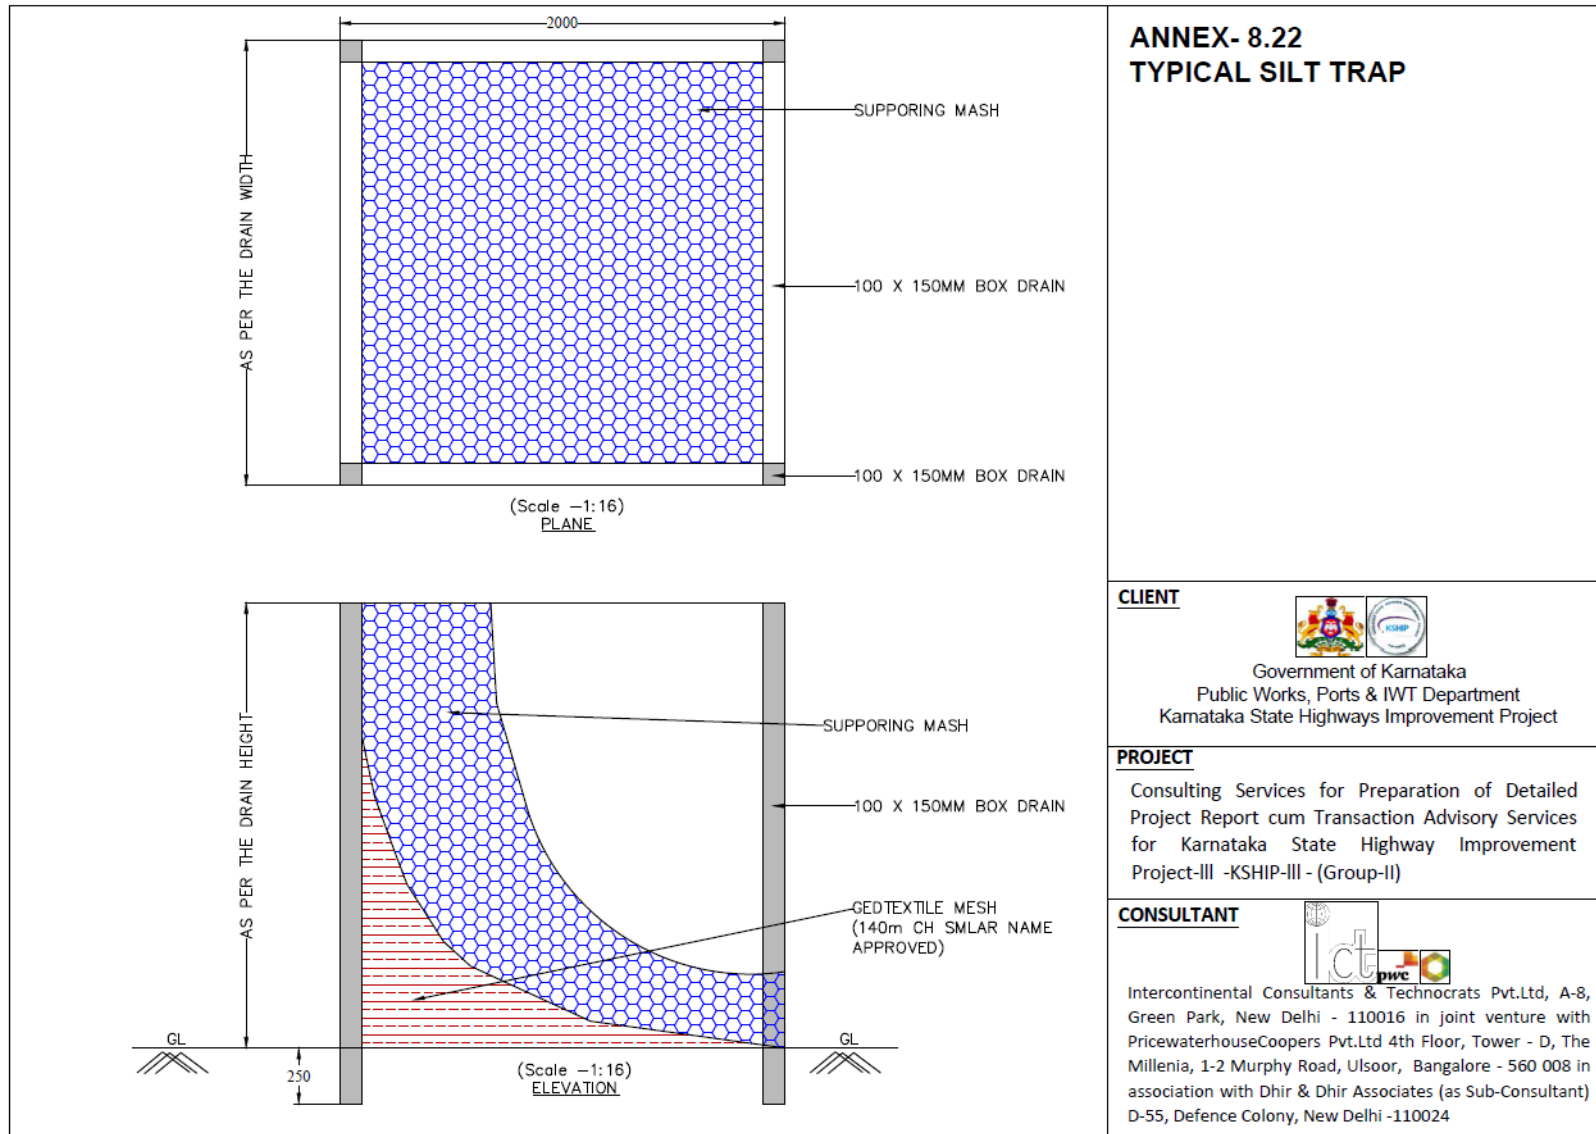 2000
ANNEX- 8.22
TYPICAL SILT TRAP
SUPPORING MASH
AS PER THE DRAIN WIDTH
100 X 150MM BOX DRAIN
100 X 150MM BOX DRAIN
(Scale -1:16)
PLANE
AS PER THE DRAIN HEIGHT
SUPPORING MASH
100 X 150MM BOX DRAIN
GEDTEXTILE MESH
(140m CH SMLAR NAME
APPROVED)
GL
GL
250
(Scale -1:16)
ELEVATION
CLIENT
KSHIP
Government of Karnataka
Public Works, Ports & IWT Department
Karnataka State Highways Improvement Project
PROJECT
Consulting Services for Preparation of Detailed
Project Report cum Transaction Advisory Services
for Karnataka State Highway Improvement
Project-III -KSHIP-III - (Group-II)
CONSULTANT
ict
pwc
Intercontinental Consultants & Technocrats Pvt.Ltd, A-8,
Green Park, New Delhi - 110016 in joint venture with
PricewaterhouseCoopers Pvt.Ltd 4th Floor, Tower - D, The
Millenia, 1-2 Murphy Road, Ulsoor, Bangalore - 560 008 in
association with Dhir & Dhir Associates (as Sub-Consultant)
D-55, Defence Colony, New Delhi -110024